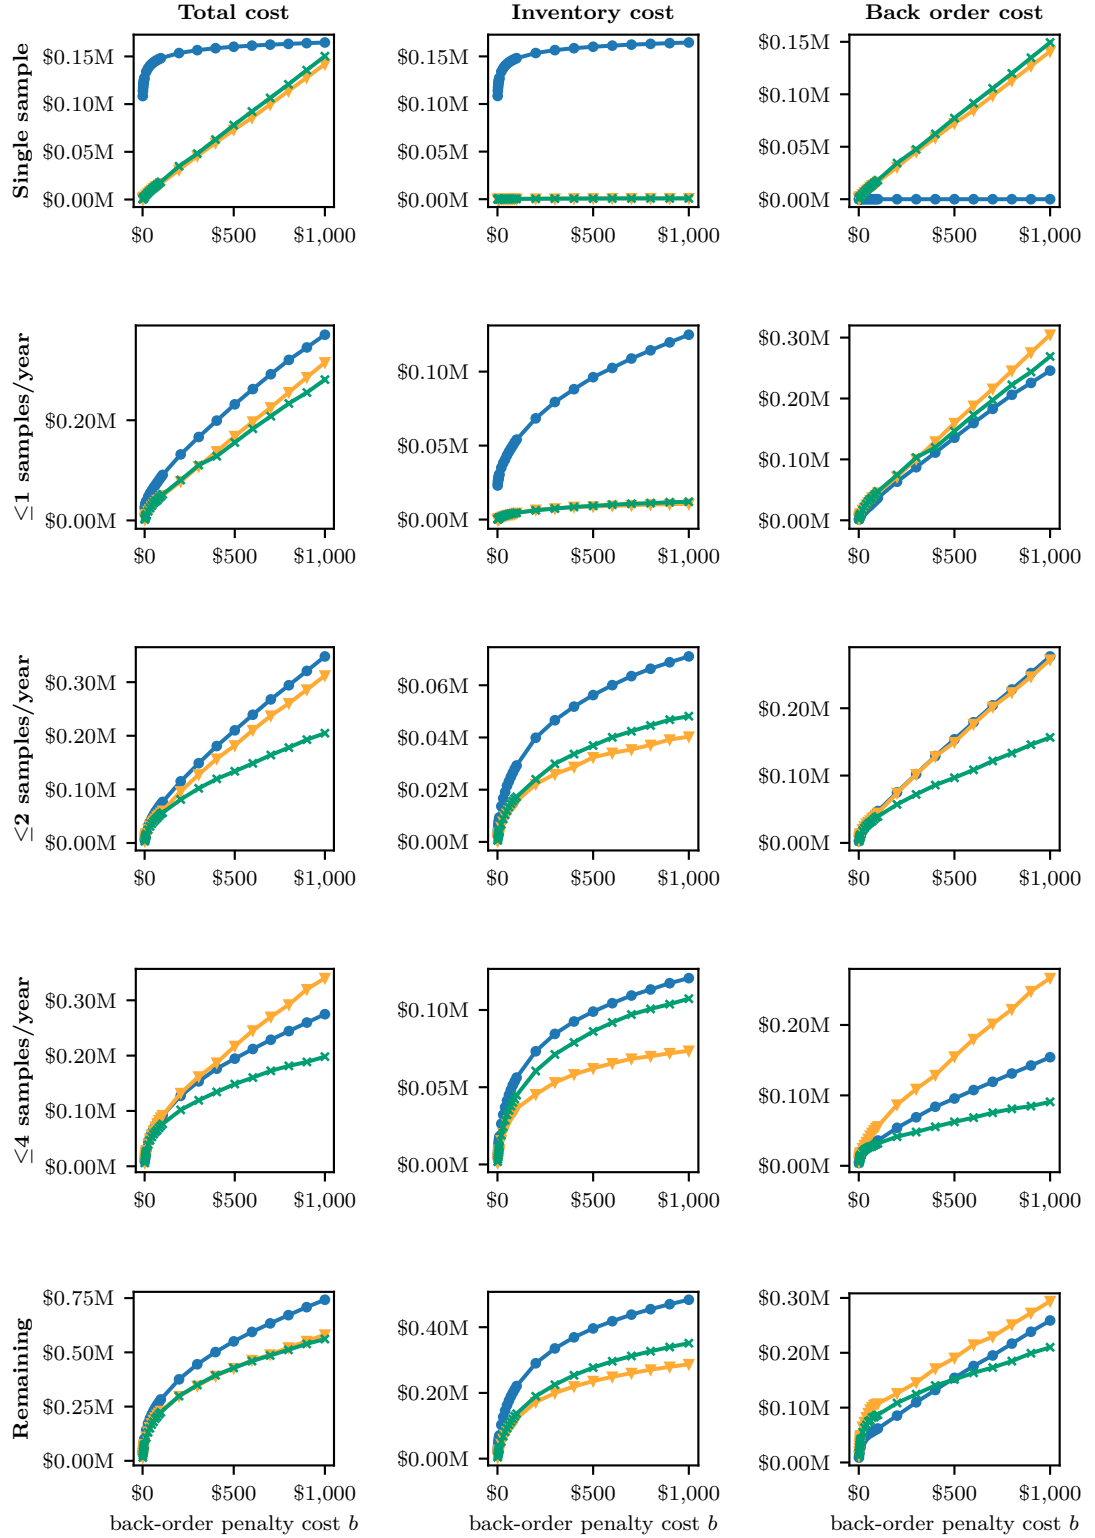 Total cost
Inventory cost
Back order cost
Single sample
$0.15M
$0.10M
$0.05M
$0.00M
$0
$500
$1,000
$0.15M
$0.10M
$0.05M
$0.00M
$0
$500
$1,000
$0.15M
$0.10M
$0.05M
$0.00M
$0
$500
$1,000
≤1 samples/year
$0.20M
$0.00M
$0
$500
$1,000
$0.10M
$0.05M
$0.00M
$0
$500
$1,000
$0.30M
$0.20M
$0.10M
$0.00M
$0
$500
$1,000
≤2 samples/year
$0.30M
$0.20M
$0.10M
$0.00M
$0
$500
$1,000
$0.06M
$0.04M
$0.02M
$0.00M
$0
$500
$1,000
$0.20M
$0.10M
$0.00M
$0
$500
$1,000
≤4 samples/year
$0.30M
$0.20M
$0.10M
$0.00M
$0
$500
$1,000
$0.10M
$0.05M
$0.00M
$0
$500
$1,000
$0.20M
$0.10M
$0.00M
$0
$500
$1,000
Remaining
$0.75M
$0.50M
$0.25M
$0.00M
$0
$500
$1,000
back-order penalty cost b
$0.40M
$0.20M
$0.00M
$0
$500
$1,000
back-order penalty cost b
$0.30M
$0.20M
$0.10M
$0.00M
$0
$500
$1,000
back-order penalty cost b